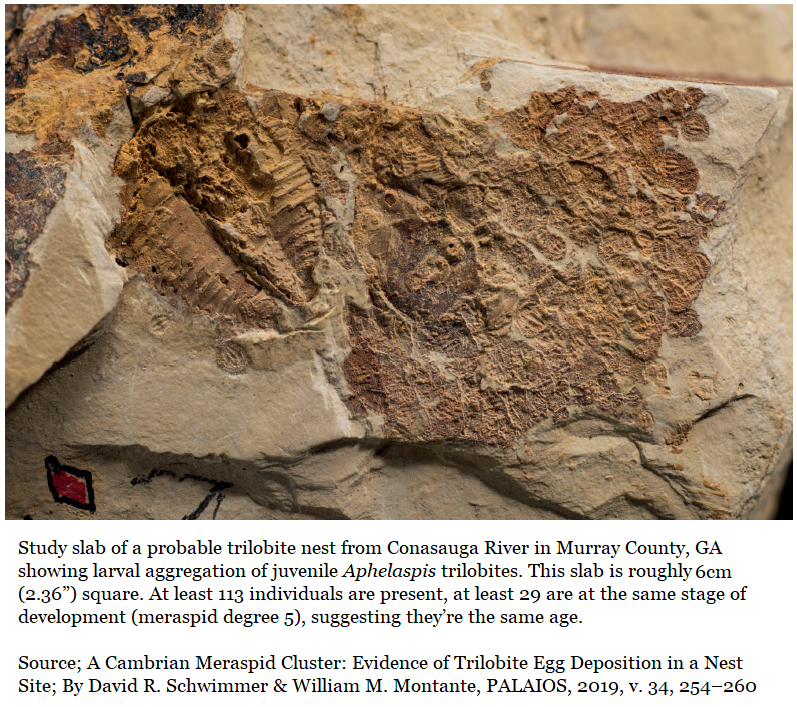 Study slab of a probable trilobite nest from Conasauga River in Murray County, GA
showing larval aggregation of juvenile Aphelaspis trilobites. This slab is roughly 6cm
(2.36”) square. At least 113 individuals are present, at least 29 are at the same stage of
development (meraspid degree 5), suggesting they’re the same age.
Source; A Cambrian Meraspid Cluster: Evidence of Trilobite Egg Deposition in a Nest
Site; By David R. Schwimmer & William M. Montante, PALAIOS, 2019, v. 34, 254–260